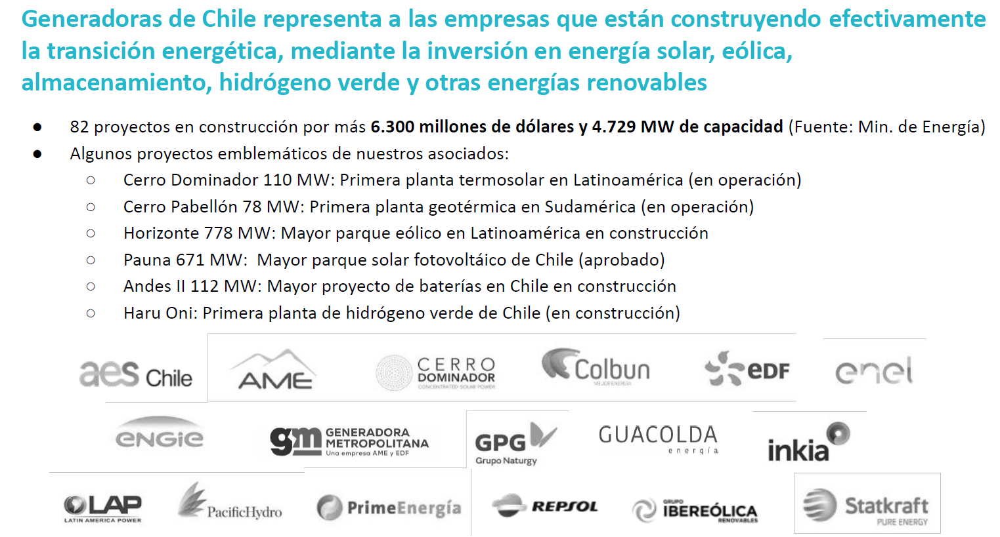 Generadoras de Chile representa a las empresas que están construyendo efectivamente
la transición energética, mediante la inversión en energía solar, eólica,
almacenamiento, hidrógeno verde y otras energías renovables
● 82 proyectos en construcción por más 6.300 millones de dólares y 4.729 MW de capacidad (Fuente: Min. de Energía)
● Algunos proyectos emblemáticos de nuestros asociados:
○ Cerro Dominador 110 MW: Primera planta termosolar en Latinoamérica (en operación)
○ Cerro Pabellón 78 MW: Primera planta geotérmica en Sudamérica (en operación)
○ Horizonte 778 MW: Mayor parque eólico en Latinoamérica en construcción
○ Pauna 671 MW:  Mayor parque solar fotovoltáico de Chile (aprobado)
○ Andes II 112 MW: Mayor proyecto de baterías en Chile en construcción
○ Haru Oni: Primera planta de hidrógeno verde de Chile (en construcción)
aes Chile
AME
CERRO
DOMINADOR
CONCENTRATED SOLAR POWER
Colbun
MEJOR ENERGÍA
eDF
enel
engie
gm
GENERADORA
METROPOLITANA
Una empresa AME y EDF
GPG
Grupo Naturgy
GUACOLDA
energía
inkia
LAP
LATIN AMERICA POWER
PacificHydro
PrimeEnergía
REPSOL
GRUPO
IBEREÓLICA
RENOVABLES
Statkraft
PURE ENERGY